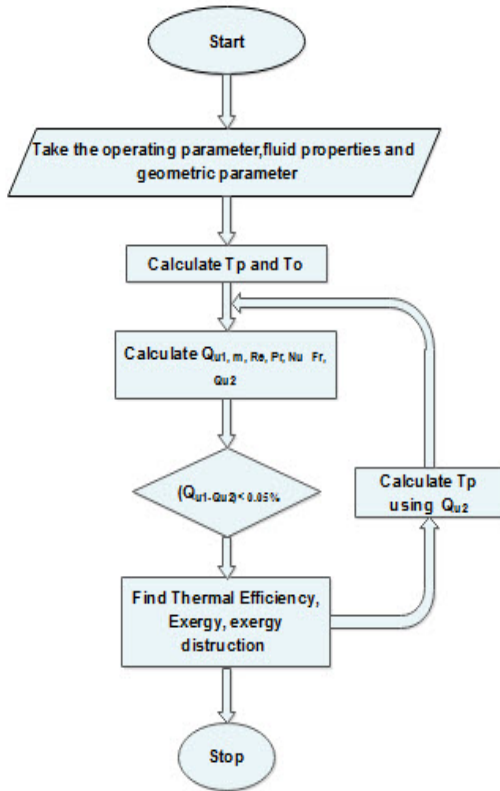 Start
Take the operating parameter,fluid properties and
geometric parameter
Calculate Tp and To
Calculate Qu1, m, Re, Pr, Nu Fr,
Qu2
(Qu1-Qu2)<0.05%
Calculate Tp
using Qu2
Find Thermal Efficiency,
Exergy, exergy
distruction
Stop